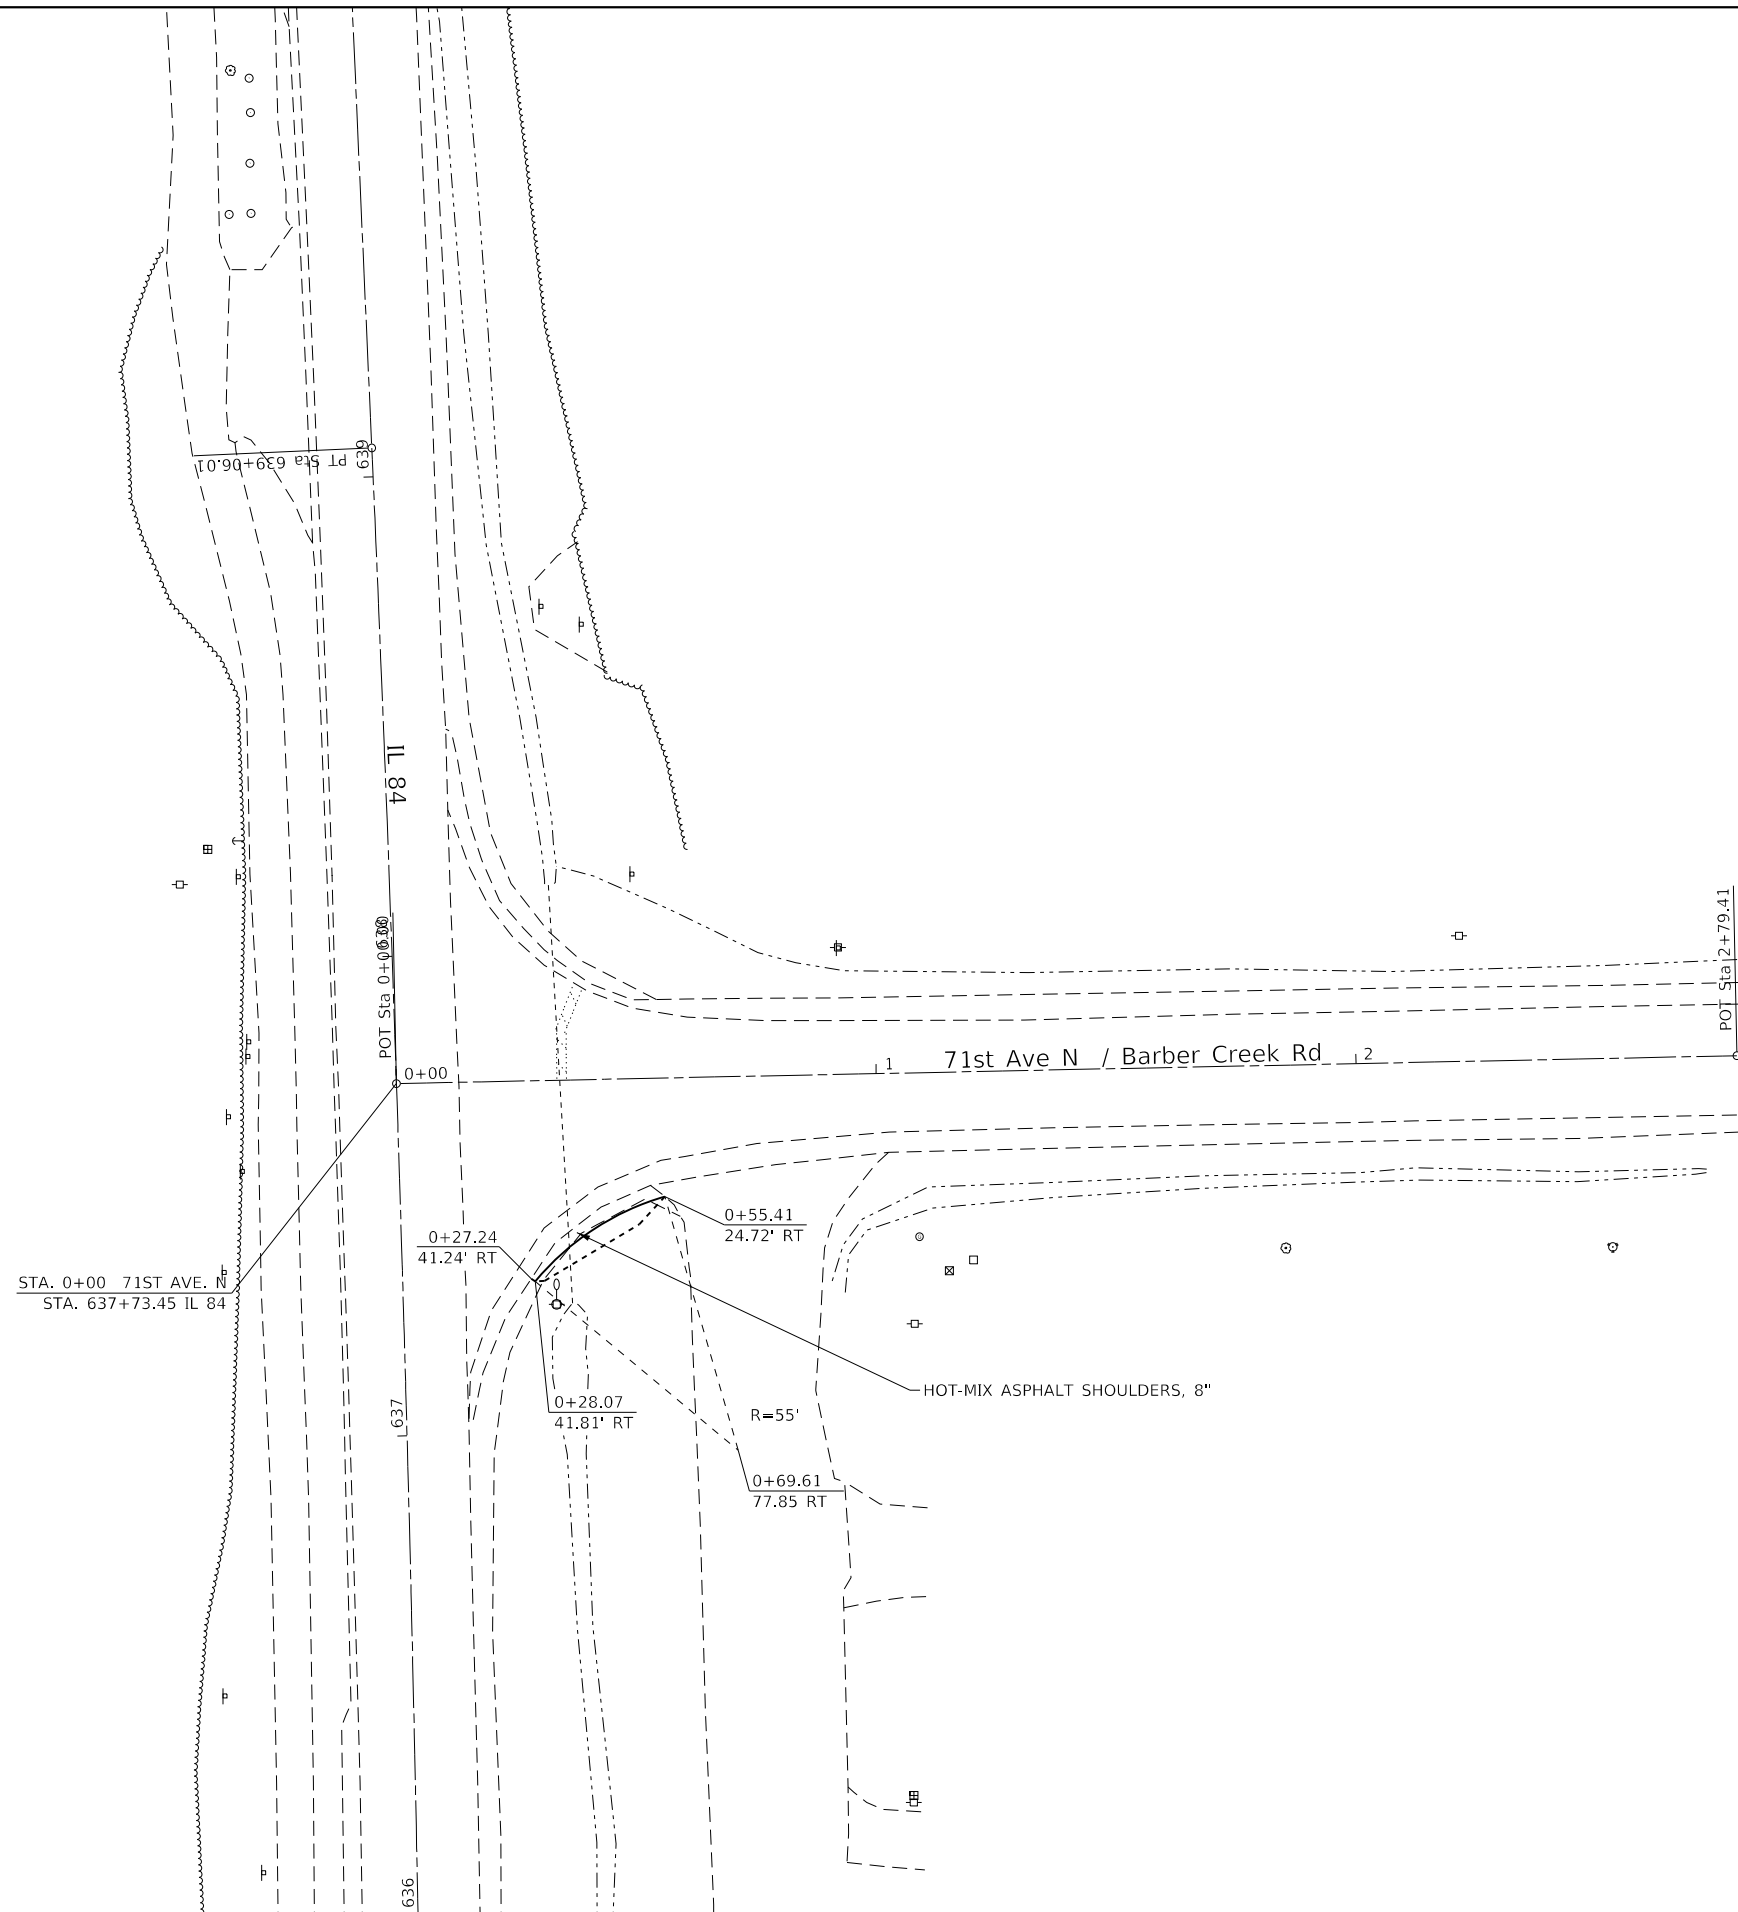 PT Sta 639+06.01
639
IL 84
POT Sta 0+00.00
POT Sta 2+79.41
0+00
1
71st Ave N / Barber Creek Rd
2
0+55.41
24.72' RT
0+27.24
41.24' RT
STA. 0+00 71ST AVE. N
STA. 637+73.45 IL 84
HOT-MIX ASPHALT SHOULDERS, 8"
0+28.07
41.81' RT
R=55'
637
0+69.61
77.85 RT
636